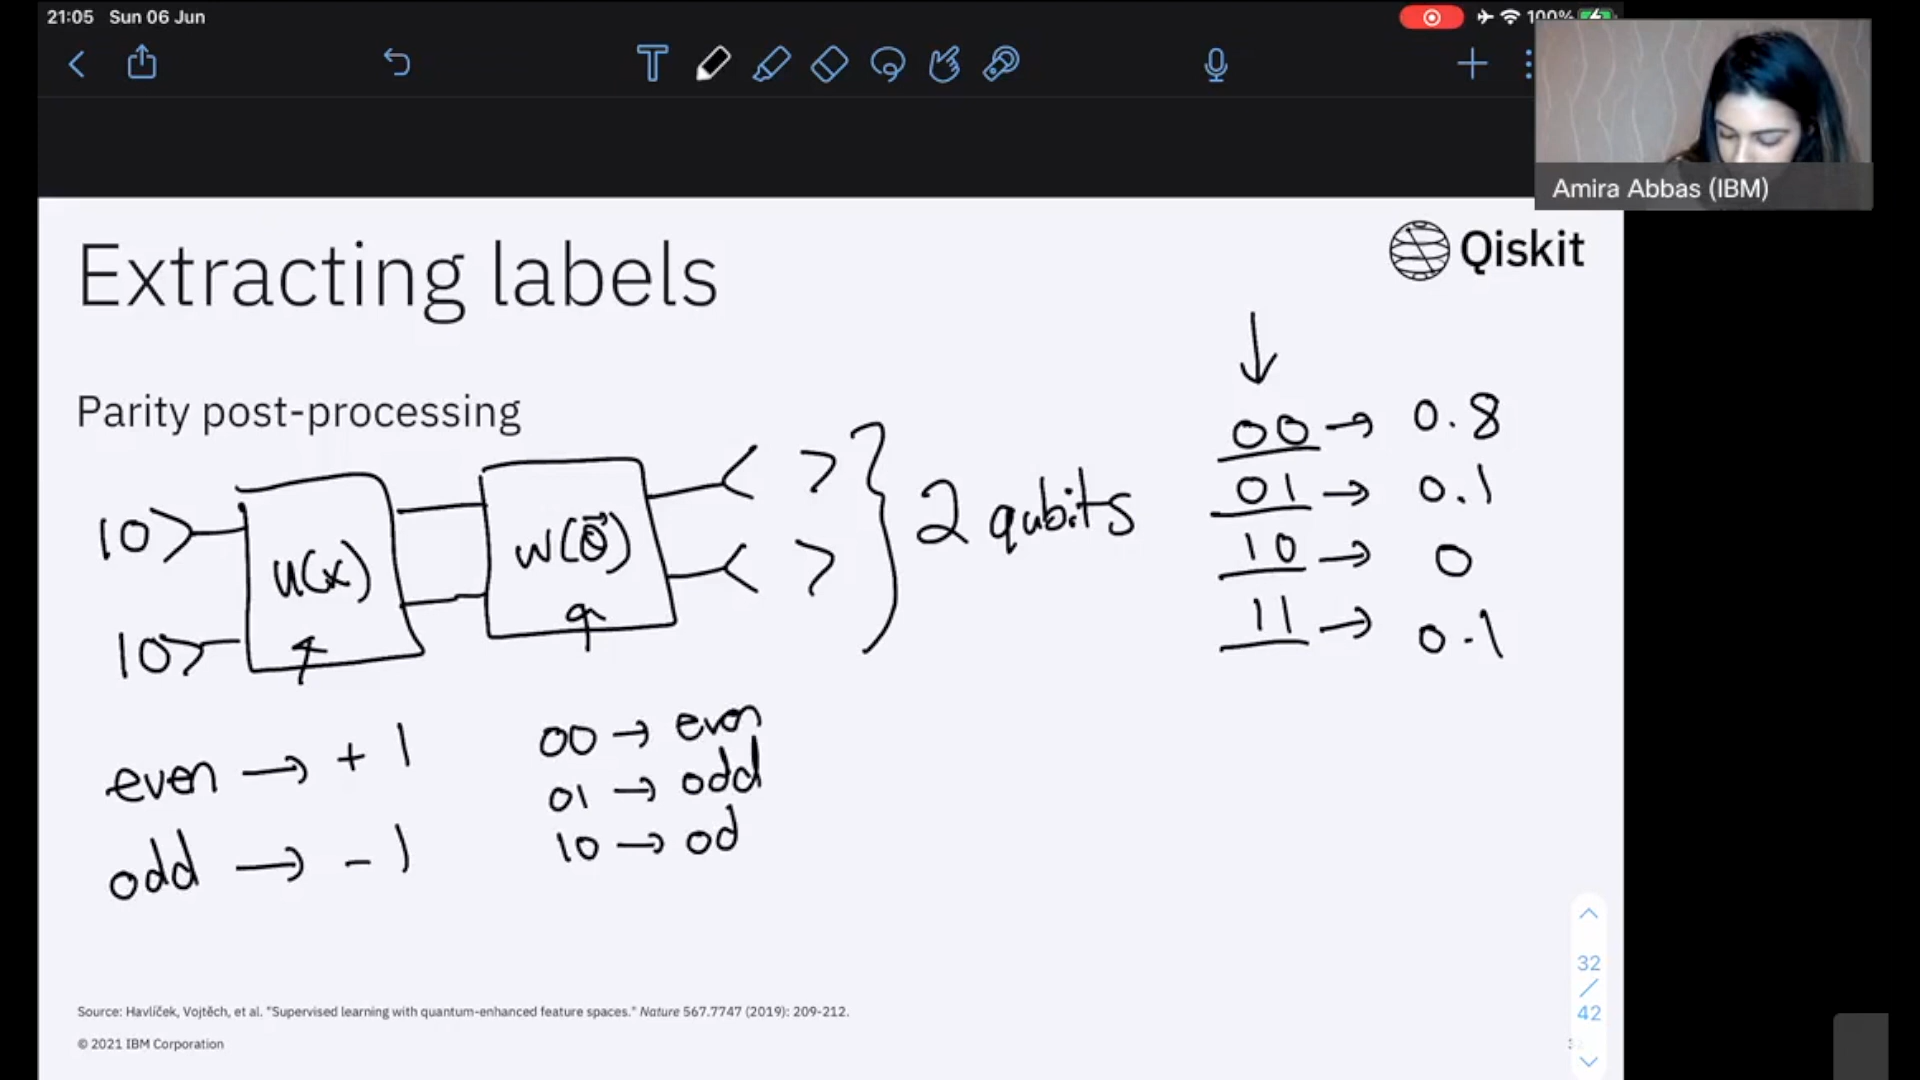 21:05 Sun 06 Jun
100%
T
Amira Abbas (IBM)
Extracting labels
Qiskit
Parity post-processing
|0>
|0>
U(x)
W(θ⃗)
2 qubits
00 → 0.8
01 → 0.1
10 → 0
11 → 0.1
even → +1
odd → -1
00 → even
01 → odd
10 → od
32
/
42
Source: Havlíček, Vojtěch, et al. "Supervised learning with quantum-enhanced feature spaces." Nature 567.7747 (2019): 209-212.
© 2021 IBM Corporation